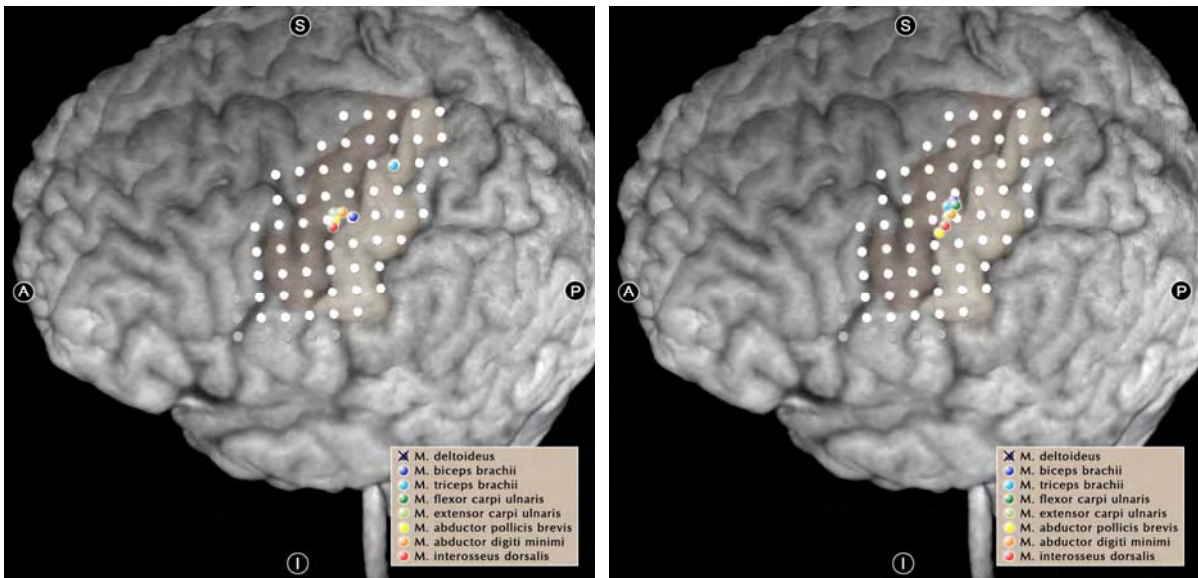 S
A
P
I
M. deltoideus
M. biceps brachii
M. triceps brachii
M. flexor carpi ulnaris
M. extensor carpi ulnaris
M. abductor pollicis brevis
M. abductor digiti minimi
M. interosseus dorsalis
S
A
P
I
M. deltoideus
M. biceps brachii
M. triceps brachii
M. flexor carpi ulnaris
M. extensor carpi ulnaris
M. abductor pollicis brevis
M. abductor digiti minimi
M. interosseus dorsalis